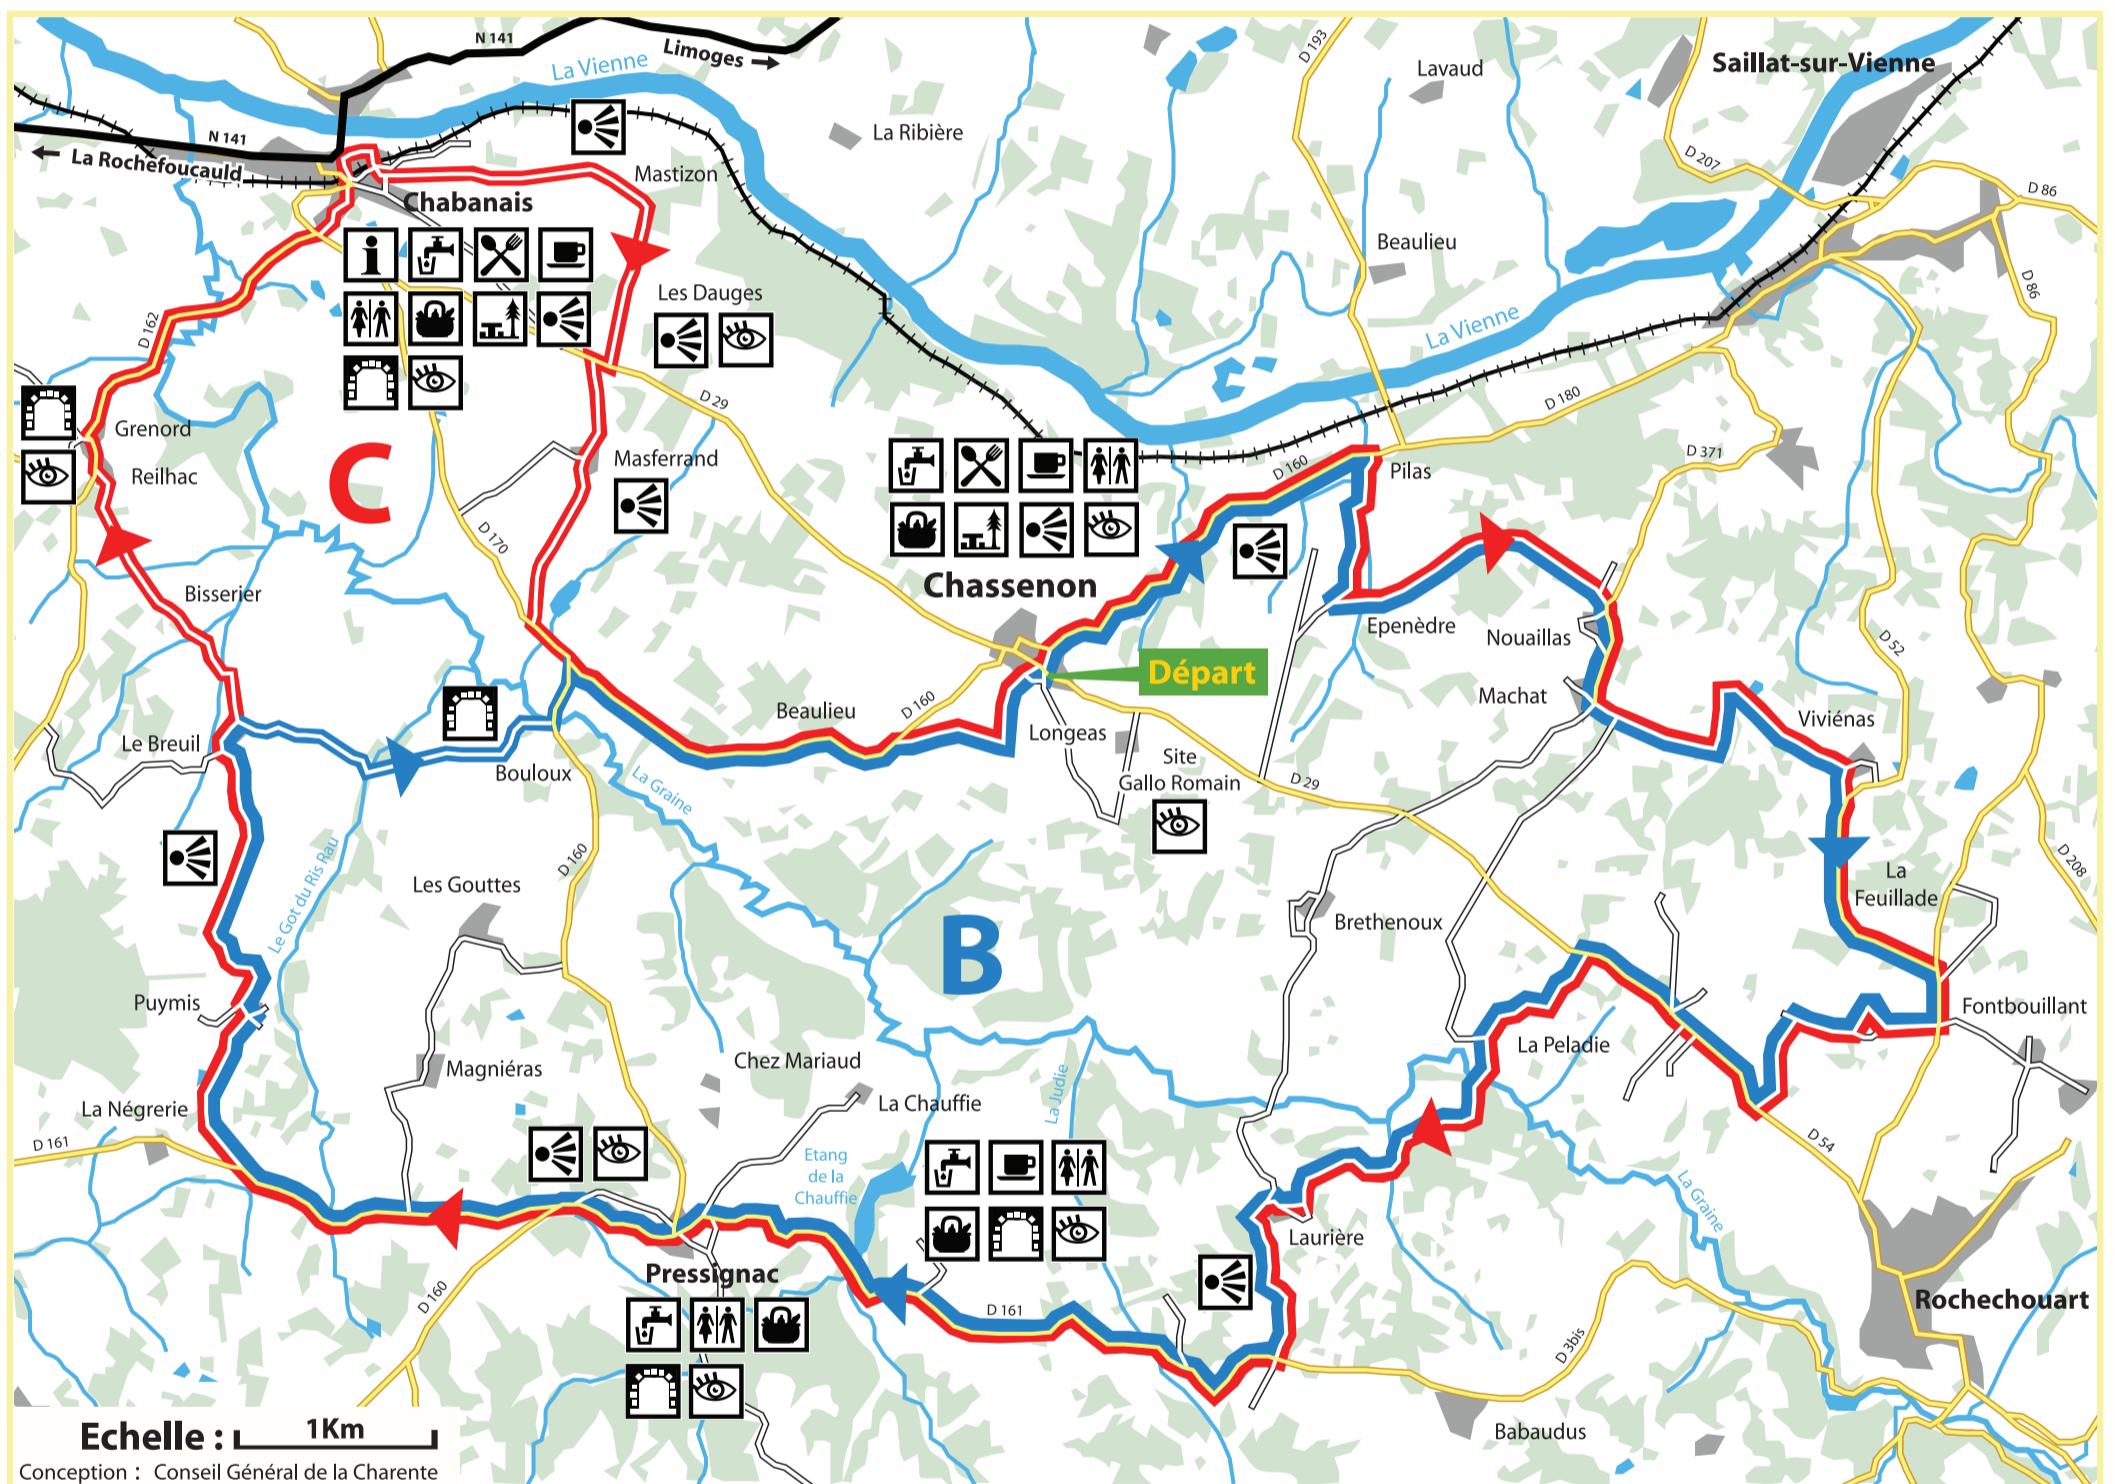 N 141
Limoges
La Vienne
D 193
Lavaud
Saillat-sur-Vienne
La Ribière
N 141
La Rochefoucauld
Mastizon
D 207
D 86
Chabanais
Beaulieu
D 86
Les Dauges
La Vienne
D 162
D 29
D 180
Grenord
C
Masferrand
D 371
Reilhac
D 160
Pilas
D 170
Chassenon
Bisserier
Epenèdre
Nouaillas
D 52
Départ
Machat
Beaulieu
D 160
Longeas
Viviénas
Le Breuil
Site
Gallo Romain
Bouloux
La Graine
D 29
D 160
Le Got du Ris Rau
Les Gouttes
La
Feuillade
D 208
Brethenoux
B
Puymis
Fontbouillant
La Peladie
Magniéras
Chez Mariaud
La Judie
La Chauffie
La Négrerie
D 161
D 54
Etang
de la
Chauffie
La Graine
Laurière
Pressignac
D 160
D 161
Rochechouart
D 3bis
Babaudus
Echelle :
1Km
Conception : Conseil Général de la Charente